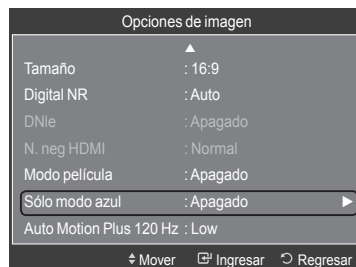 Opciones de imagen
Tamaño : 16:9
Digital NR : Auto
DNIe : Apagado
N. neg HDMI : Normal
Modo película : Apagado
Sólo modo azul : Apagado
Auto Motion Plus 120 Hz : Low
Mover Ingresar Regresar